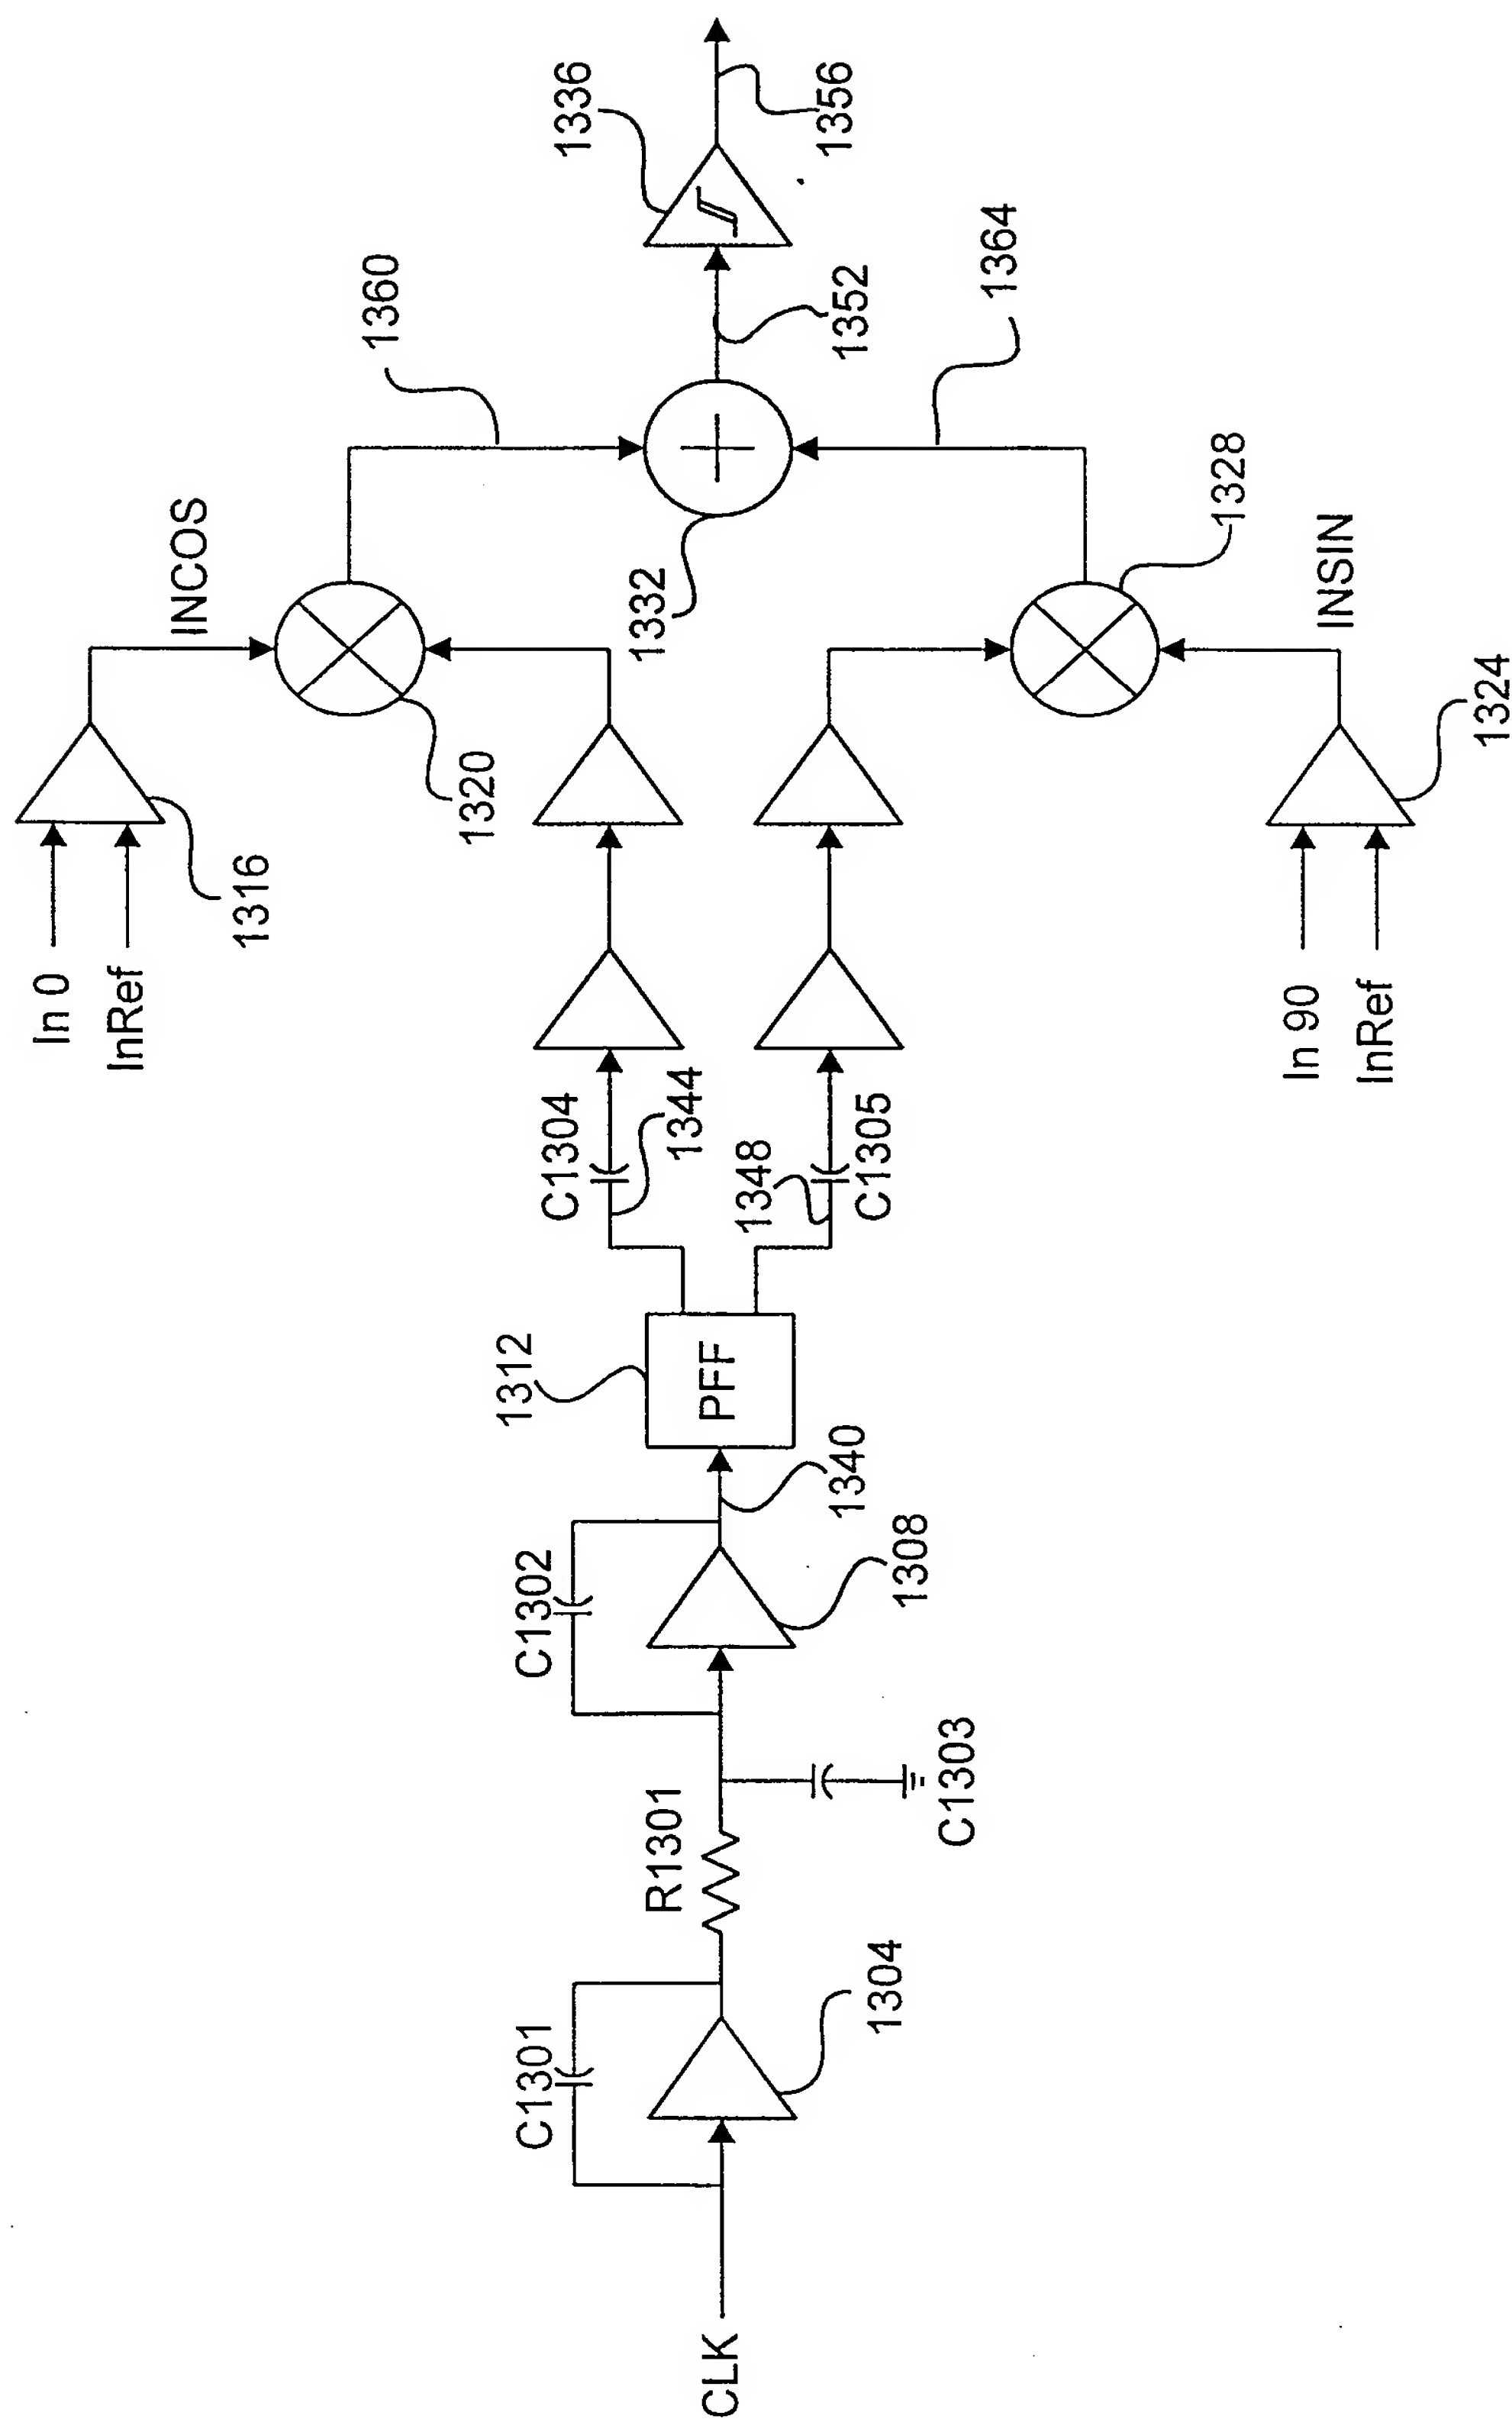 CLK
C1301
1304
R1301
C1303
C1302
1308
1340
1312
PFF
C1304
1344
1348
C1305
In 0
InRef
1316
INCOS
1320
1360
1332
1352
1336
1356
1364
1328
INSIN
In 90
InRef
1324